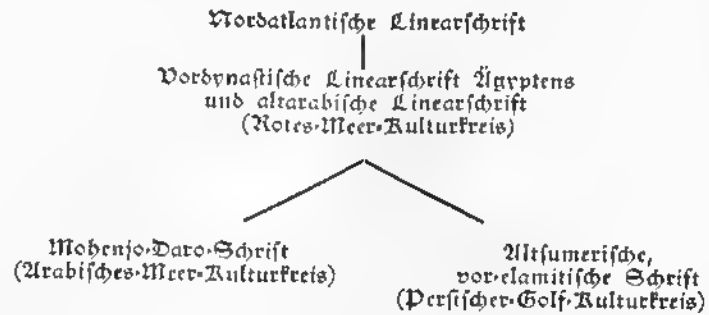 Nordatlantische Linearschrift
Vordynastische Linearschrift Ägyptens
und altarabische Linearschrift
(Rotes-Meer-Kulturkreis)
Mohenjo-Daro-Schrift
(Arabisches-Meer-Kulturkreis)
Altsumerische,
vor-elamitische Schrift
(Persischer-Golf-Kulturkreis)